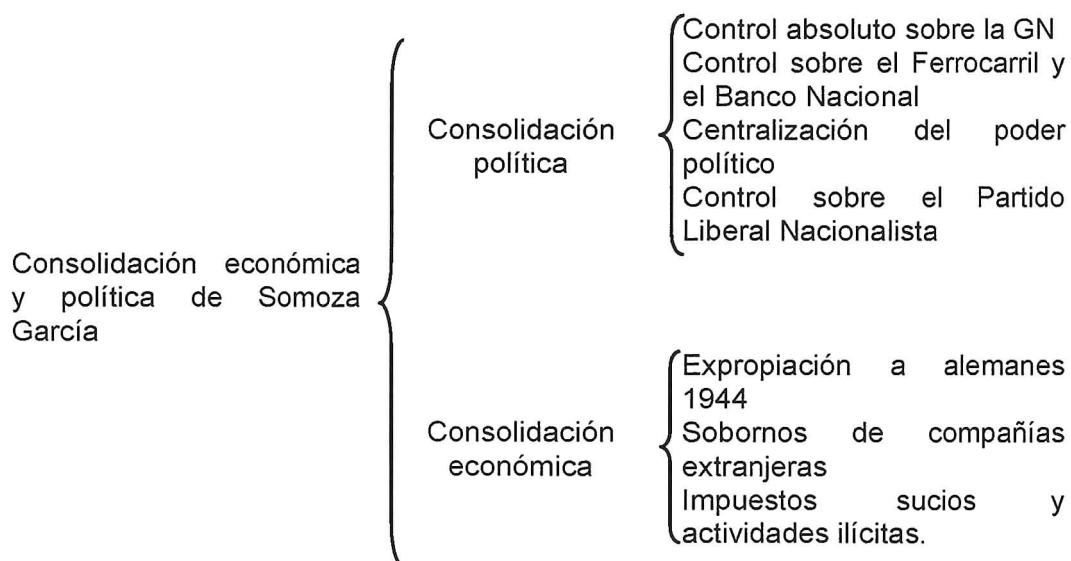 Consolidación económica
y política de Somoza
García
Consolidación
política
Control absoluto sobre la GN
Control sobre el Ferrocarril y
el Banco Nacional
Centralización del poder
político
Control sobre el Partido
Liberal Nacionalista
Consolidación
económica
Expropiación a alemanes
1944
Sobornos de compañías
extranjeras
Impuestos sucios y
actividades ilícitas.